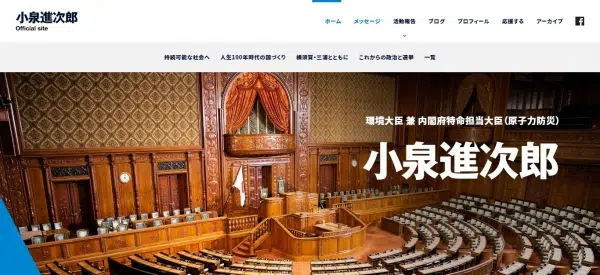 小泉進次郎
Official site
ホーム メッセージ 活動報告 ブログ プロフィール 応援する アーカイブ
持続可能な社会へ 人生100年時代の国づくり 横須賀・三浦とともに これからの政治と選挙 一覧
環境大臣 兼 内閣府特命担当大臣(原子力防災)
小泉進次郎